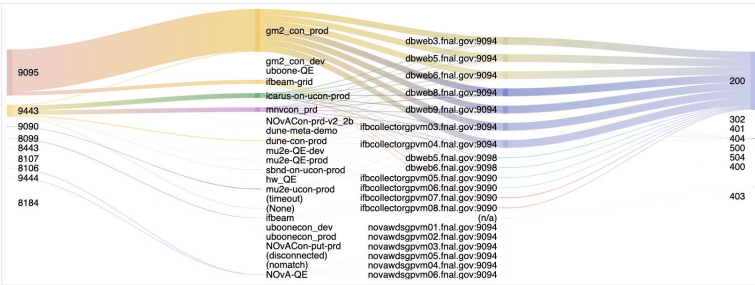 9095
9443
9090
8099
8443
8107
8106
9444
8184
gm2_con_prod
gm2_con_dev
uboone-QE
ifbeam-grid
icarus-on-ucon-prod
mnvcon_prd
NOvACon-prd-v2_2b
dune-meta-demo
dune-con-prod
mu2e-QE-dev
mu2e-QE-prod
sbnd-on-ucon-prod
hw_QE
mu2e-ucon-prod
(timeout)
(None)
ifbeam
uboonecon_dev
uboonecon_prod
NOvACon-put-prd
(disconnected)
(nomatch)
NOvA-QE
dbweb3.fnal.gov:9094
dbweb5.fnal.gov:9094
dbweb6.fnal.gov:9094
dbweb8.fnal.gov:9094
dbweb9.fnal.gov:9094
ifbcollectorgpvm03.fnal.gov:9094
ifbcollectorgpvm04.fnal.gov:9094
dbweb5.fnal.gov:9098
dbweb6.fnal.gov:9098
ifbcollectorgpvm05.fnal.gov:9090
ifbcollectorgpvm06.fnal.gov:9090
ifbcollectorgpvm07.fnal.gov:9090
ifbcollectorgpvm08.fnal.gov:9090
(n/a)
novawdsgpvm01.fnal.gov:9094
novawdsgpvm02.fnal.gov:9094
novawdsgpvm03.fnal.gov:9094
novawdsgpvm05.fnal.gov:9094
novawdsgpvm04.fnal.gov:9094
novawdsgpvm06.fnal.gov:9094
200
302
401
404
500
504
400
403